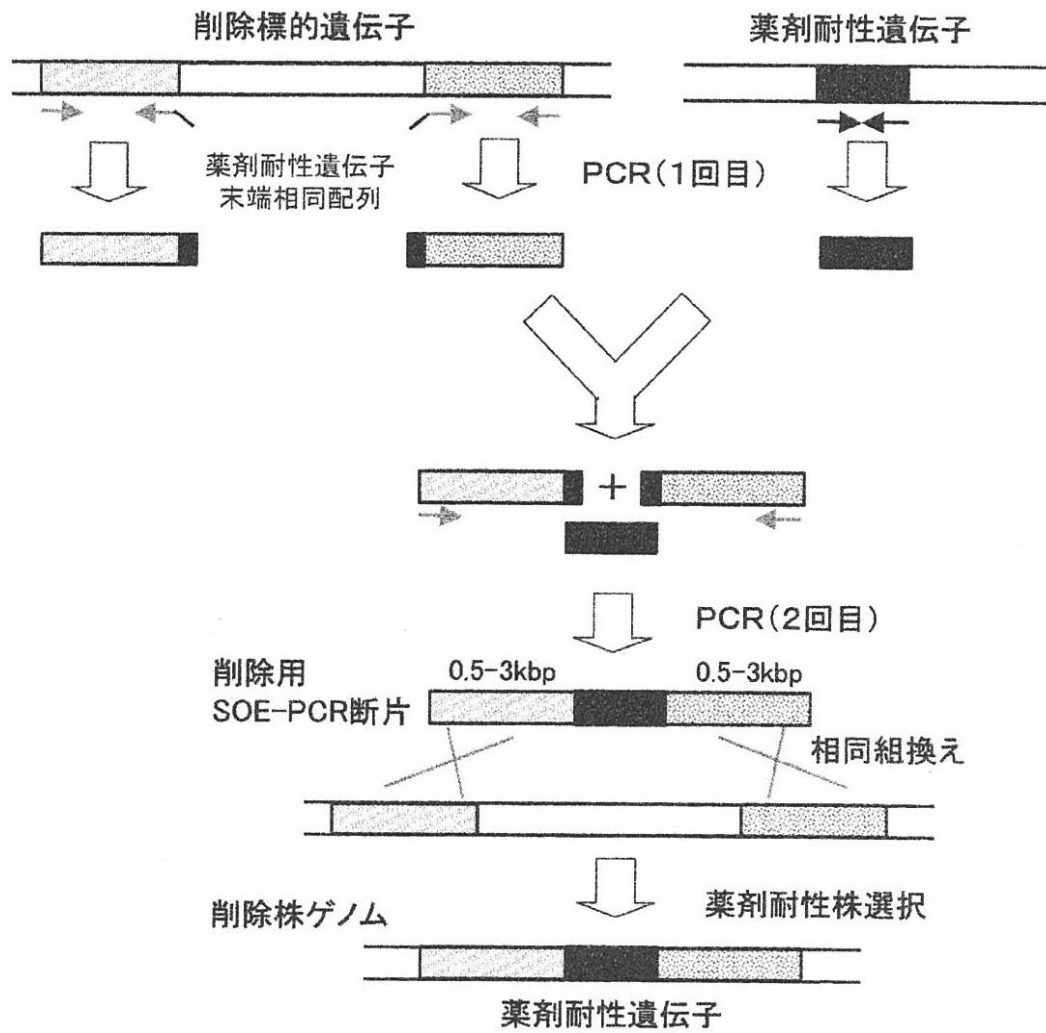 削除標的遺伝子
薬剤耐性遺伝子
薬剤耐性遺伝子
末端相同配列
PCR(1回目)
+
PCR(2回目)
削除用
SOE-PCR断片
0.5-3kbp
0.5-3kbp
相同組換え
削除株ゲノム
薬剤耐性株選択
薬剤耐性遺伝子